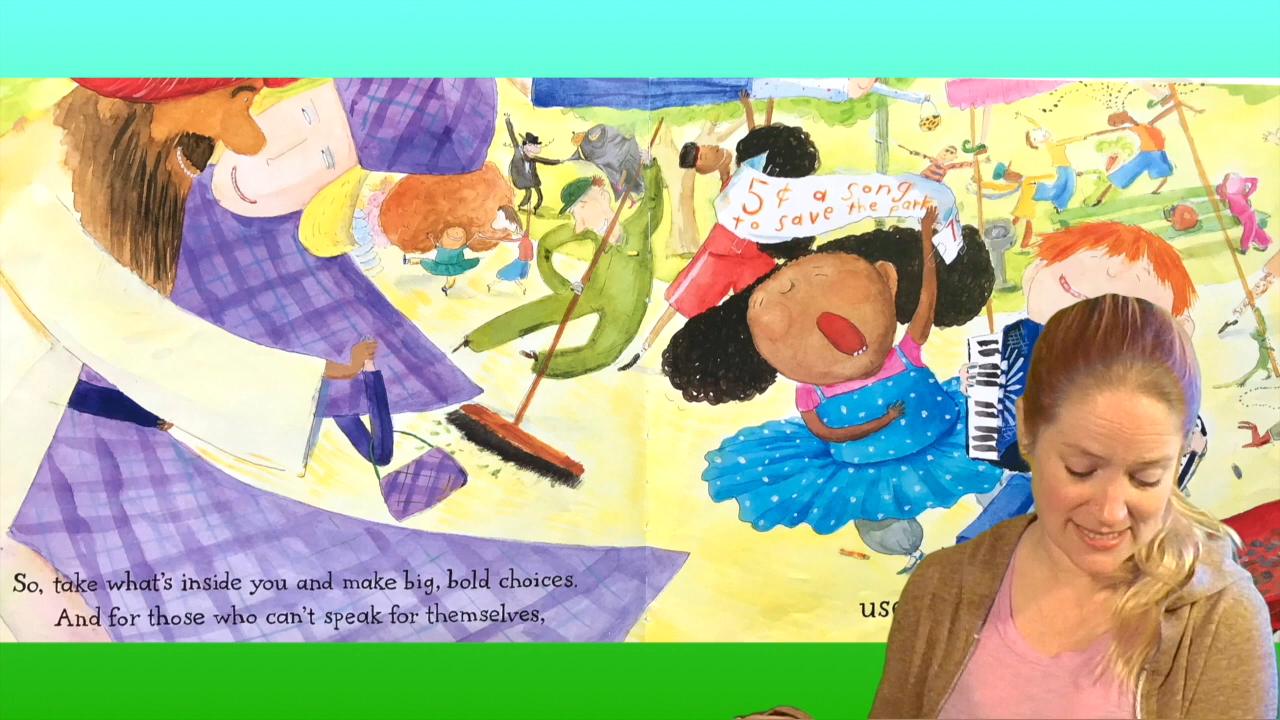 5¢ a song
to save the park
So, take what's inside you and make big, bold choices.
And for those who can't speak for themselves,